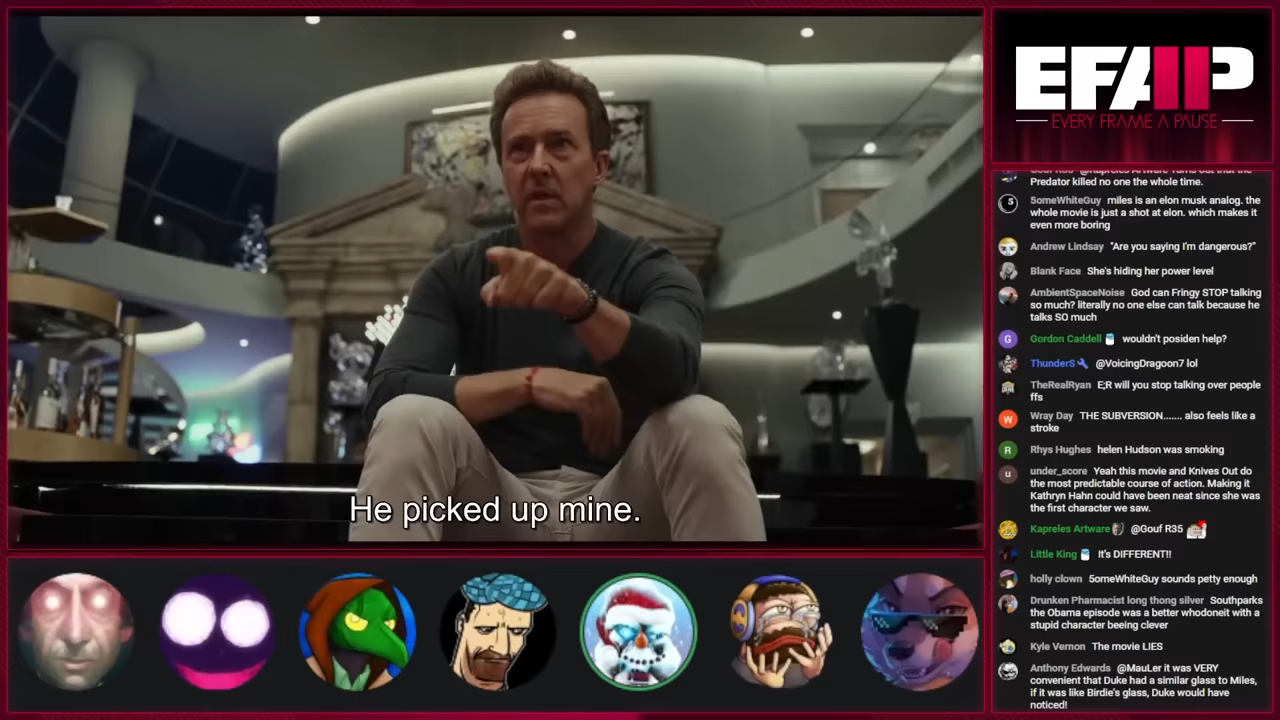 He picked up mine.
EFAP
EVERY FRAME A PAUSE
Predator killed no one the whole time.
5omeWhiteGuy miles is an elon musk analog. the
whole movie is just a shot at elon. which makes it
even more boring
Andrew Lindsay "Are you saying I'm dangerous?"
Blank Face She's hiding her power level
AmbientSpaceNoise God can Fringy STOP talking
so much? literally no one else can talk because he
talks SO much
G
Gordon Caddell wouldn't posiden help?
ThunderS @VoicingDragoon7 lol
TheRealRyan E;R will you stop talking over people
ffs
W
Wray Day THE SUBVERSION....... also feels like a
stroke
R
Rhys Hughes helen Hudson was smoking
u
under_score Yeah this movie and Knives Out do
the most predictable course of action. Making it
Kathryn Hahn could have been neat since she was
the first character we saw.
Kapreles Artware @Gouf R35
Little King It's DIFFERENT!!
holly clown 5omeWhiteGuy sounds petty enough
Drunken Pharmacist long thong silver Southparks
the Obama episode was a better whodoneit with a
stupid character beeing clever
Kyle Vernon The movie LIES
Anthony Edwards @MauLer it was VERY
convenient that Duke had a similar glass to Miles,
if it was like Birdie's glass, Duke would have
noticed!